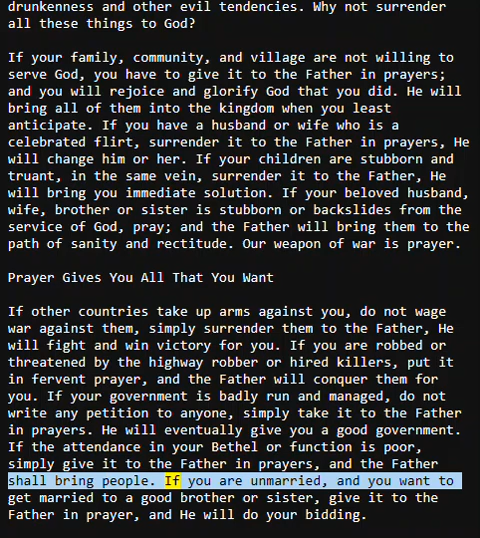 drunkenness and other evil tendencies. Why not surrender
all these things to God?
If your family, community, and village are not willing to
serve God, you have to give it to the Father in prayers;
and you will rejoice and glorify God that you did. He will
bring all of them into the kingdom when you least
anticipate. If you have a husband or wife who is a
celebrated flirt, surrender it to the Father in prayers, He
will change him or her. If your children are stubborn and
truant, in the same vein, surrender it to the Father, He
will bring you immediate solution. If your beloved husband,
wife, brother or sister is stubborn or backslides from the
service of God, pray; and the Father will bring them to the
path of sanity and rectitude. Our weapon of war is prayer.
Prayer Gives You All That You Want
If other countries take up arms against you, do not wage
war against them, simply surrender them to the Father, He
will fight and win victory for you. If you are robbed or
threatened by the highway robber or hired killers, put it
in fervent prayer, and the Father will conquer them for
you. If your government is badly run and managed, do not
write any petition to anyone, simply take it to the Father
in prayers. He will eventually give you a good government.
If the attendance in your Bethel or function is poor,
simply give it to the Father in prayers, and the Father
shall bring people. If you are unmarried, and you want to
get married to a good brother or sister, give it to the
Father in prayer, and He will do your bidding.